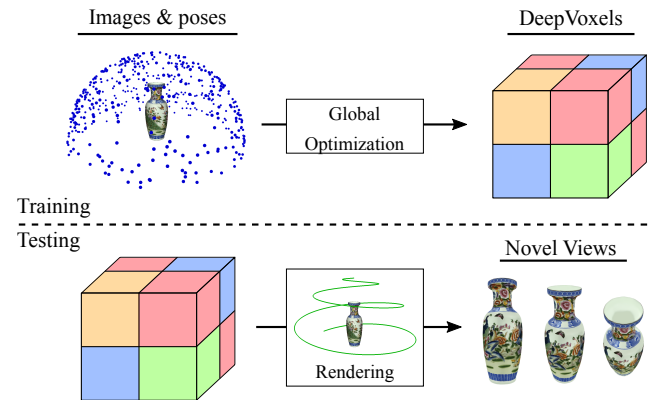 Images & poses
DeepVoxels
Global
Optimization
Training
Testing
Novel Views
Rendering